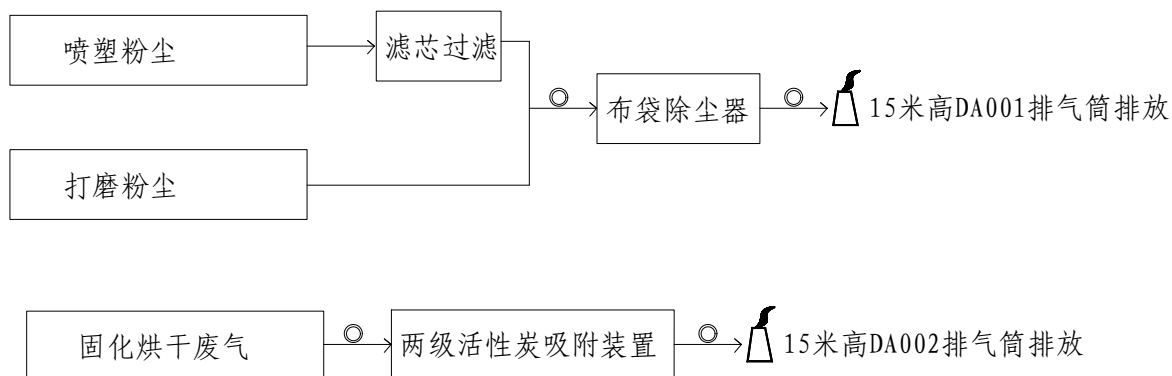 喷塑粉尘
滤芯过滤
布袋除尘器
15米高DA001排气筒排放
打磨粉尘
固化烘干废气
两级活性炭吸附装置
15米高DA002排气筒排放